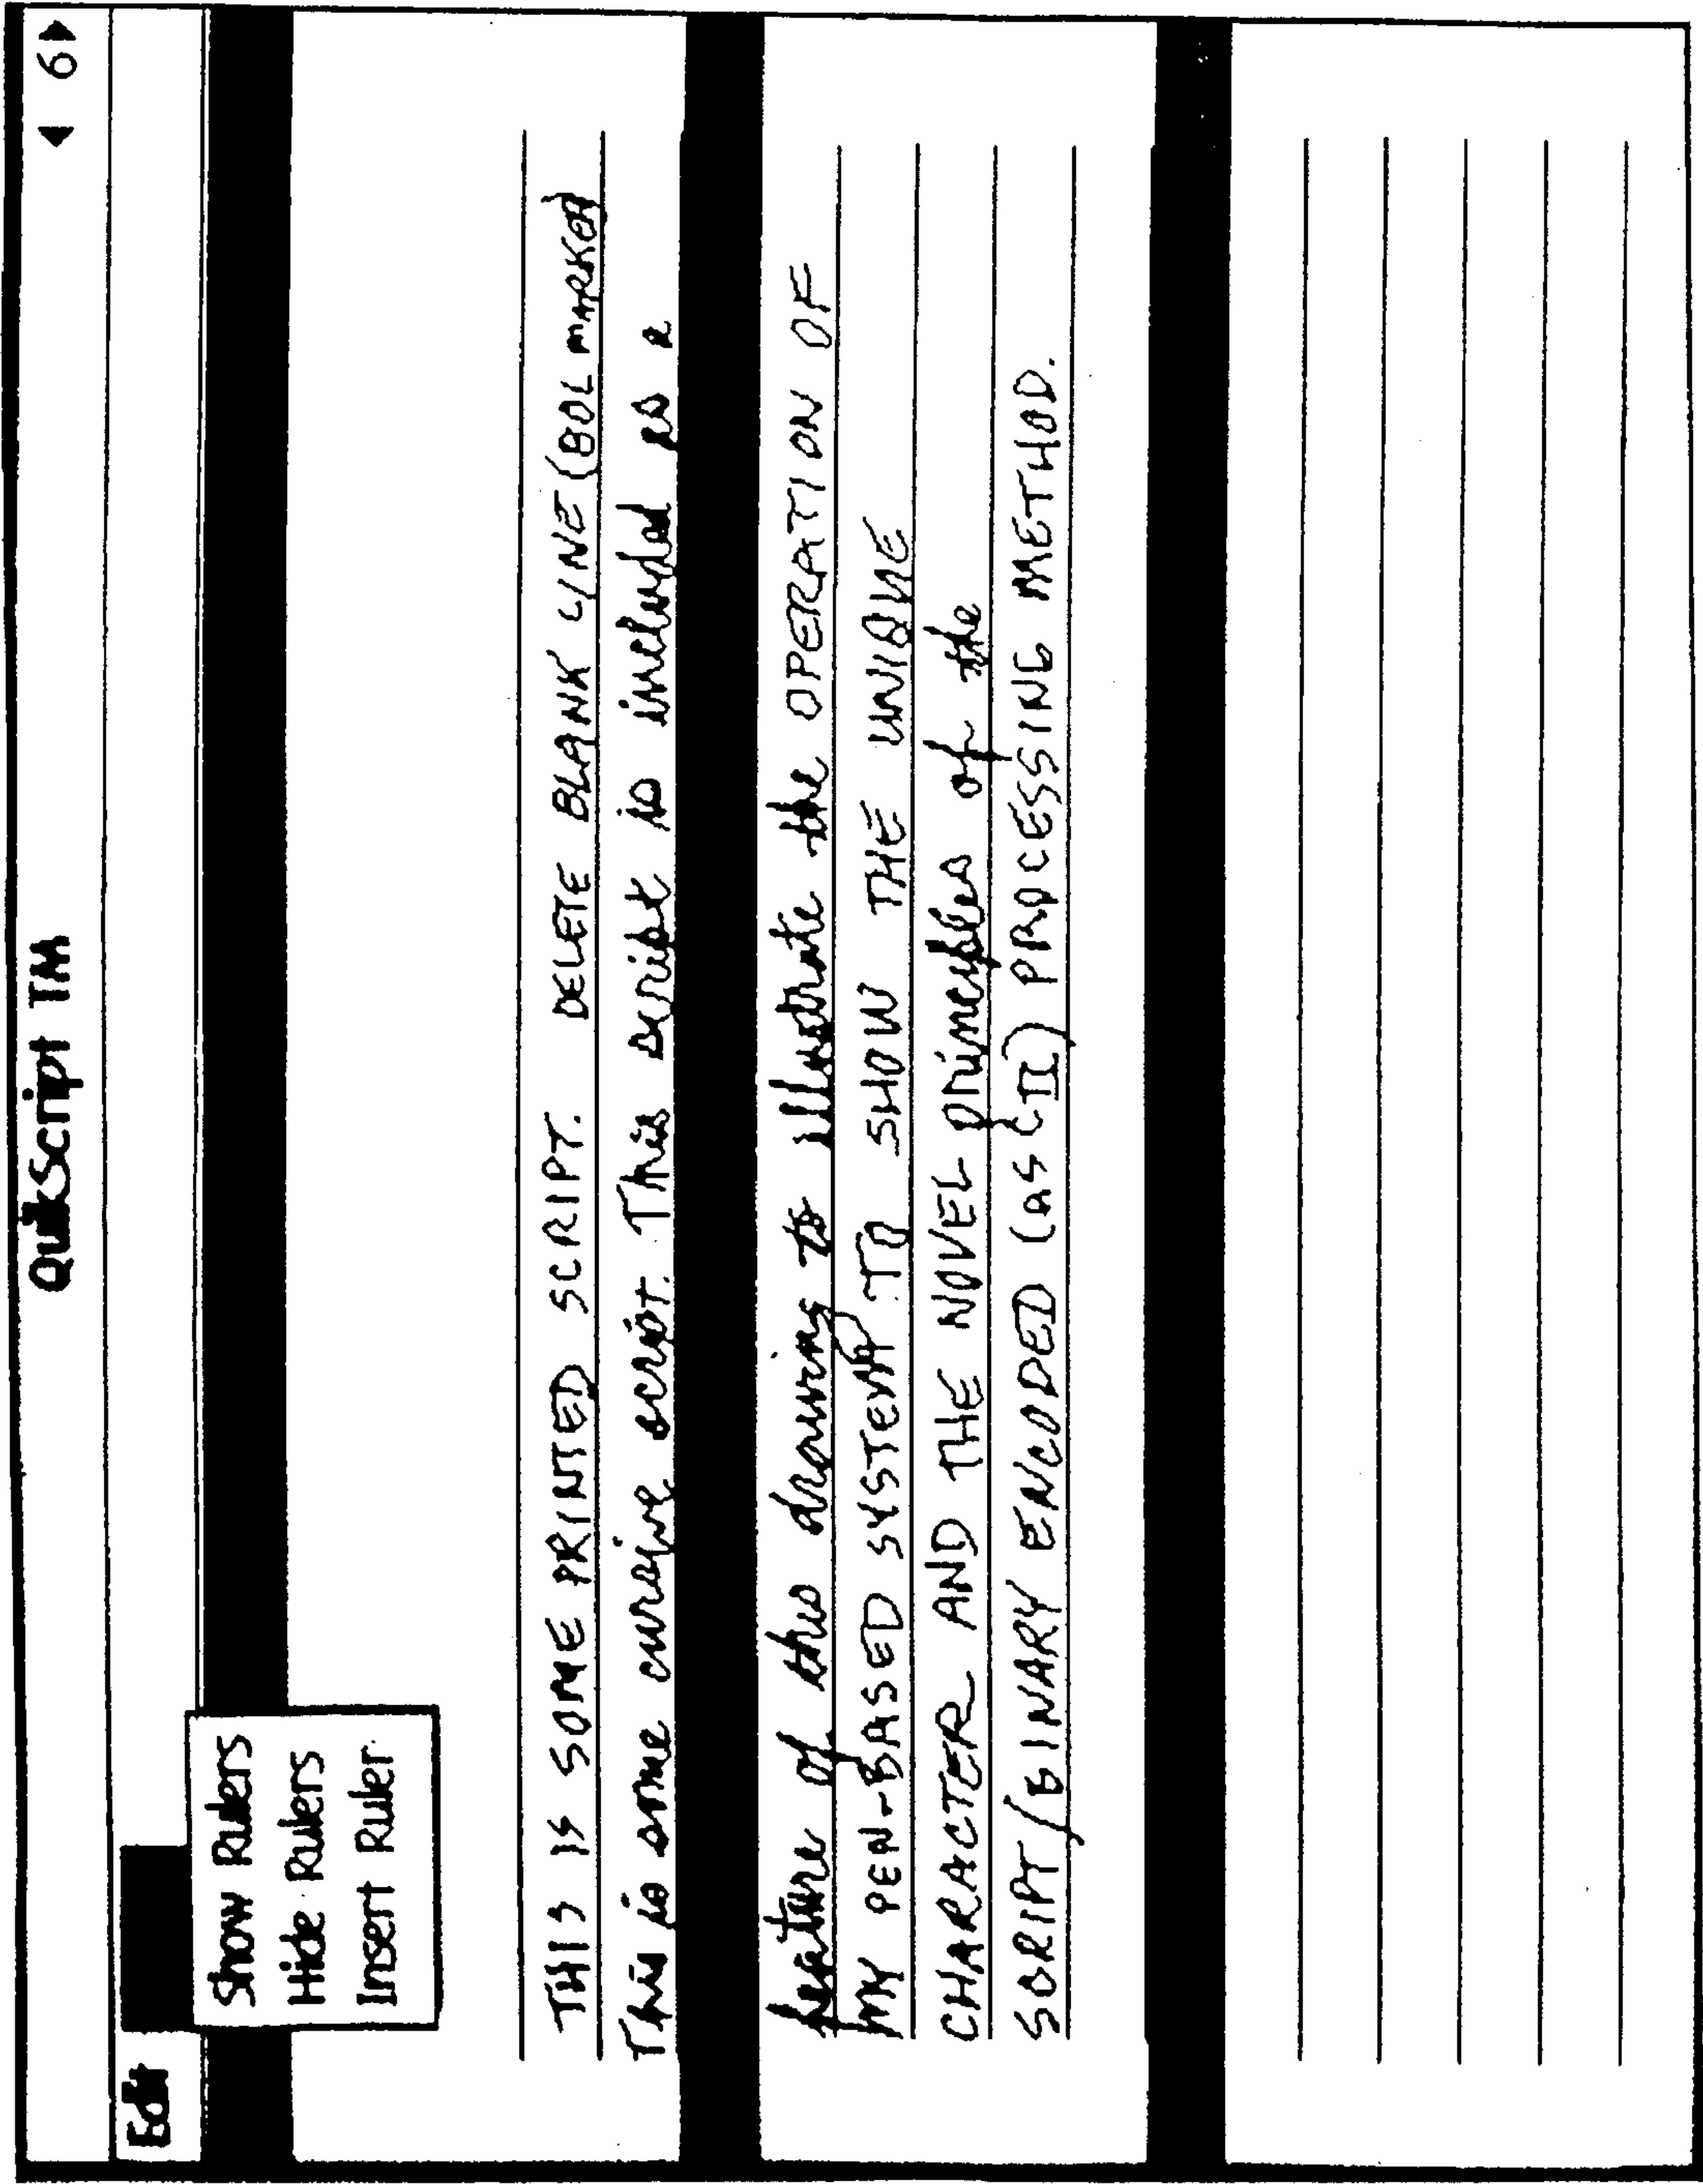 QuikScript TM
6
Edit
Show Rulers
Hide Rulers
Insert Ruler
THIS IS SOME PRINTED SCRIPT. DELETE BLANK LINE (BOL MARKER)
This is some cursive script. This script is included as a
feature of this drawing to illustrate the OPERATION OF
MY PEN-BASED SYSTEM TO SHOW THE UNIQUE
CHARACTER AND THE NOVEL principles of the
SCRIPT/BINARY ENCODED (ASCII) PROCESSING METHOD.